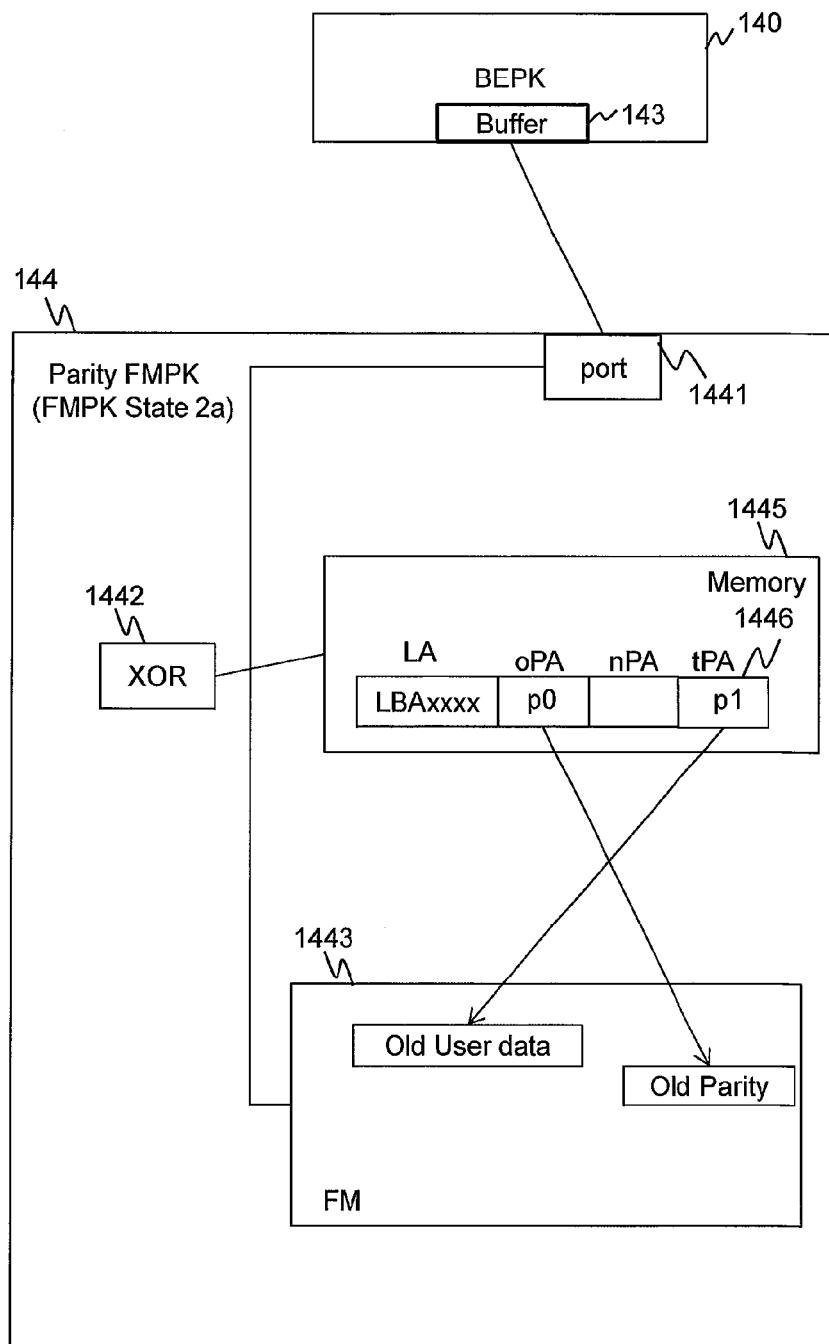 140
BEPK
Buffer
143
144
port
1441
Parity FMPK
(FMPK State 2a)
1445
Memory
1446
1442
XOR
LA oPA nPA tPA
LBAxxxx p0 p1
1443
Old User data
Old Parity
FM